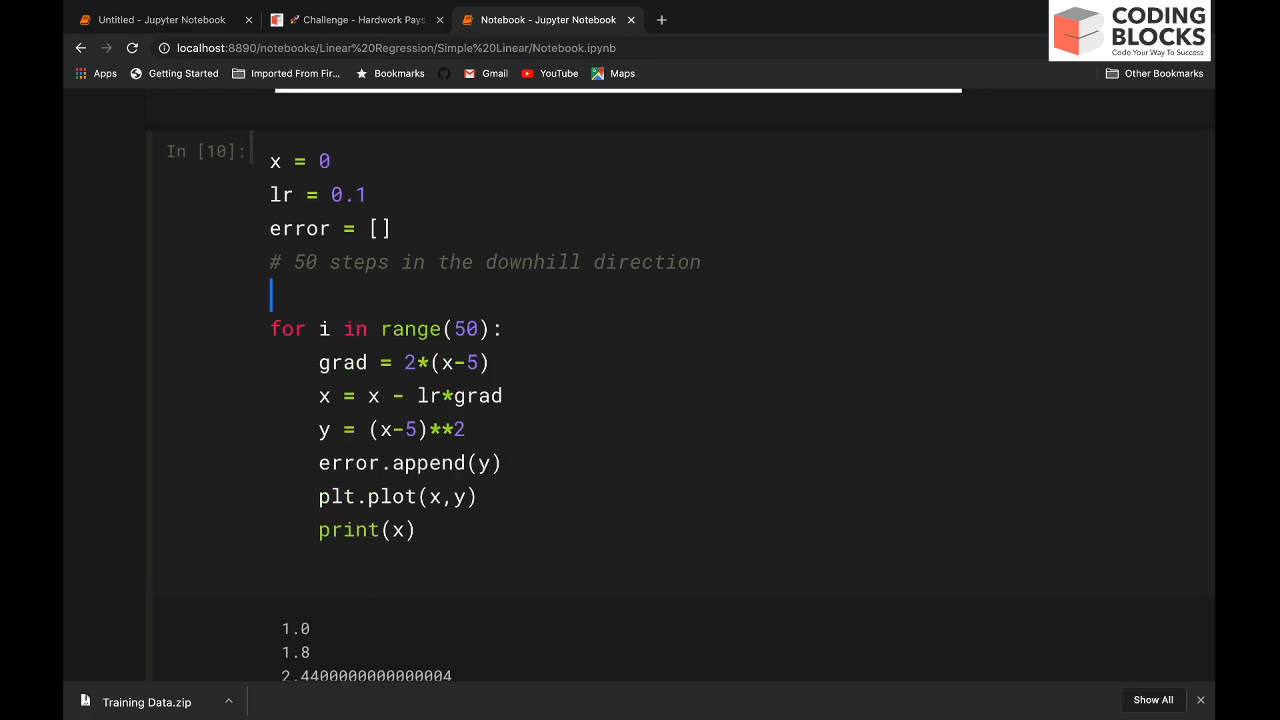 Untitled - Jupyter Notebook
Challenge - Hardwork Pays
Notebook - Jupyter Notebook
localhost:8890/notebooks/Linear%20Regression/Simple%20Linear/Notebook.ipynb
CODING
BLOCKS
Code Your Way To Success
Apps
Getting Started
Imported From Fir...
Bookmarks
Gmail
YouTube
Maps
Other Bookmarks
In [10]:
x = 0
lr = 0.1
error = []
# 50 steps in the downhill direction
for i in range(50):
grad = 2*(x-5)
x = x - lr*grad
y = (x-5)**2
error.append(y)
plt.plot(x,y)
print(x)
1.0
1.8
2.4400000000000004
Training Data.zip
Show All